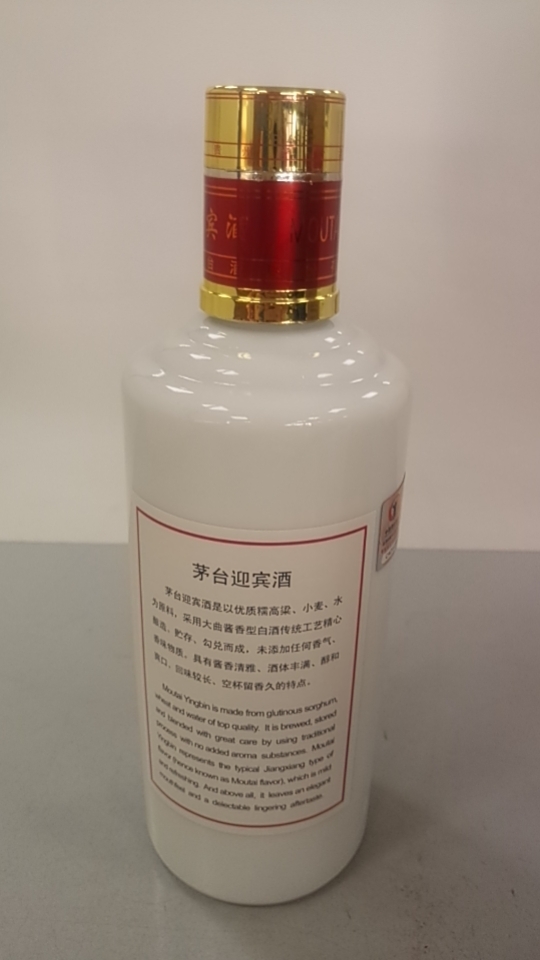 宾酒 MOUTA
茅台迎宾酒
茅台迎宾酒是以优质糯高粱、小麦、水
为原料，采用大曲酱香型白酒传统工艺精心
酿造、贮存、勾兑而成，未添加任何香气、
香味物质。具有酱香清雅、酒体丰满、醇和
爽口、回味较长、空杯留香久的特点。
Moutai Yingbin is made from glutinous sorghum,
wheat and water of top quality. It is brewed, stored
and blended with great care by using traditional
process with no added aroma substances. Moutai
Yingbin represents the typical Jiangxiang type of
flavor (hence known as Moutai flavor), which is mild
and refreshing. And above all, it leaves an elegant
mouthfeel and a delectable lingering aftertaste.